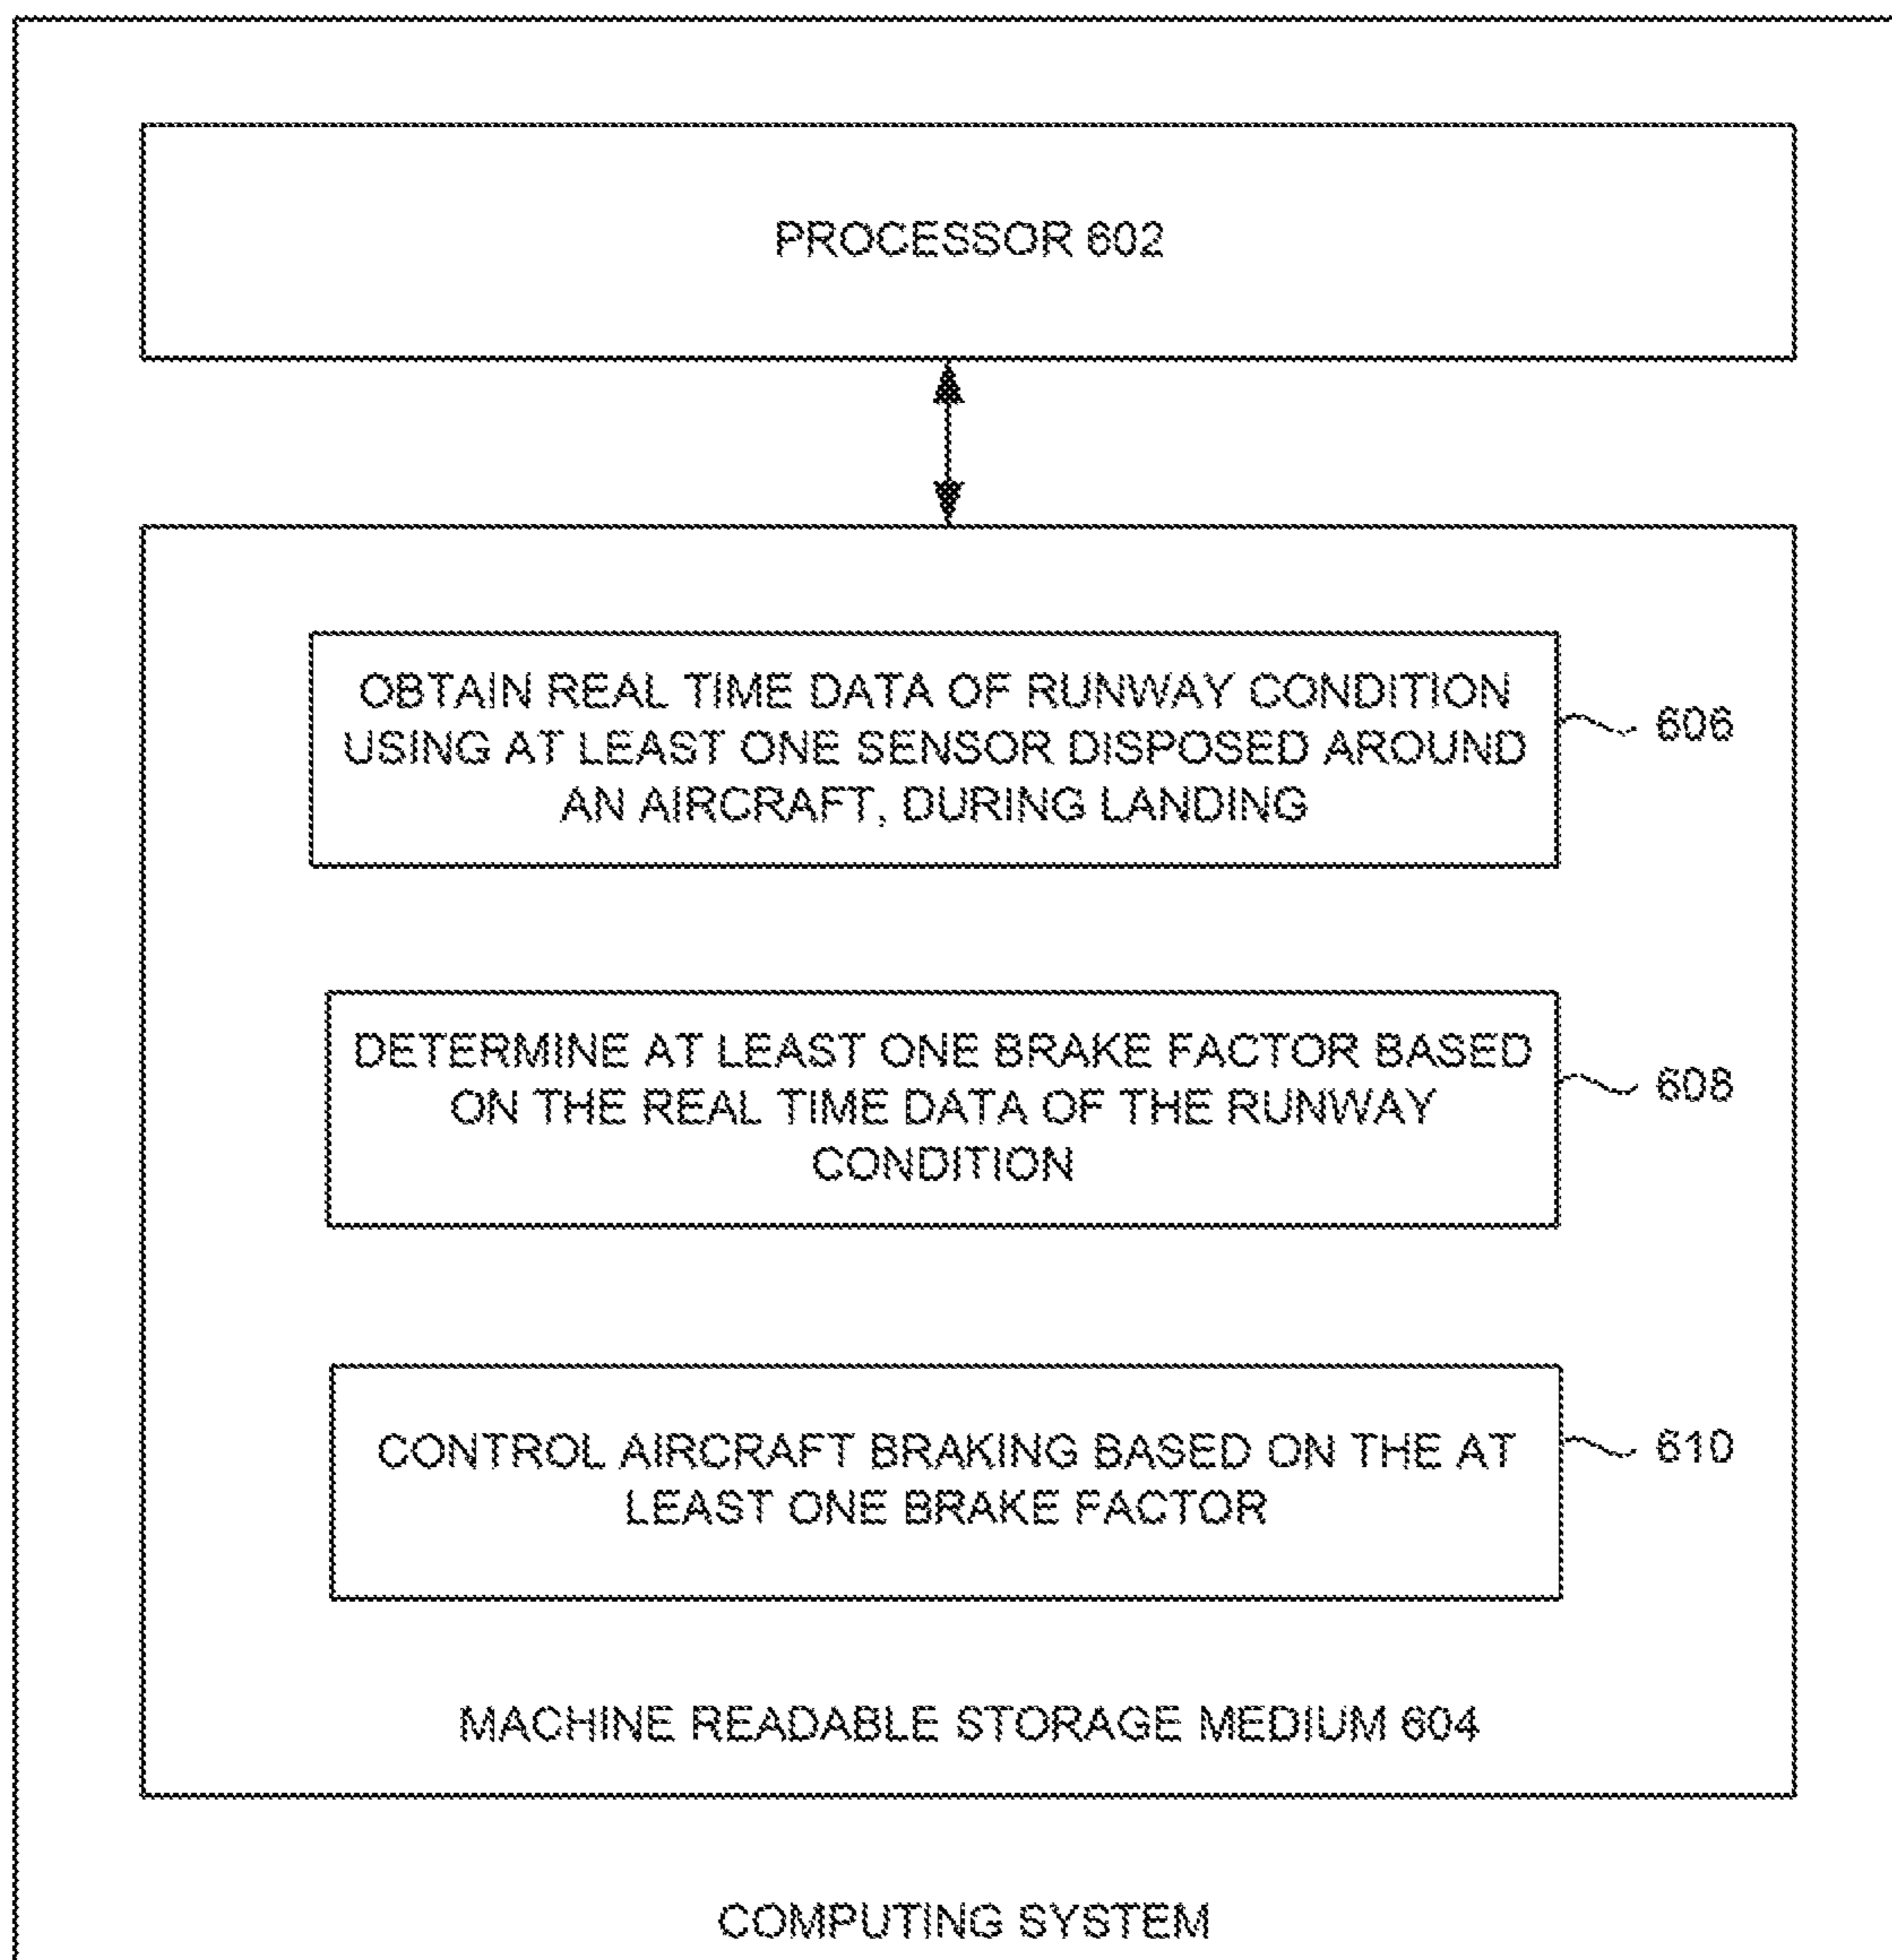 PROCESSOR 602
OBTAIN REAL TIME DATA OF RUNWAY CONDITION
USING AT LEAST ONE SENSOR DISPOSED AROUND
AN AIRCRAFT, DURING LANDING
606
DETERMINE AT LEAST ONE BRAKE FACTOR BASED
ON THE REAL TIME DATA OF THE RUNWAY
CONDITION
608
CONTROL AIRCRAFT BRAKING BASED ON THE AT
LEAST ONE BRAKE FACTOR
610
MACHINE READABLE STORAGE MEDIUM 604
COMPUTING SYSTEM